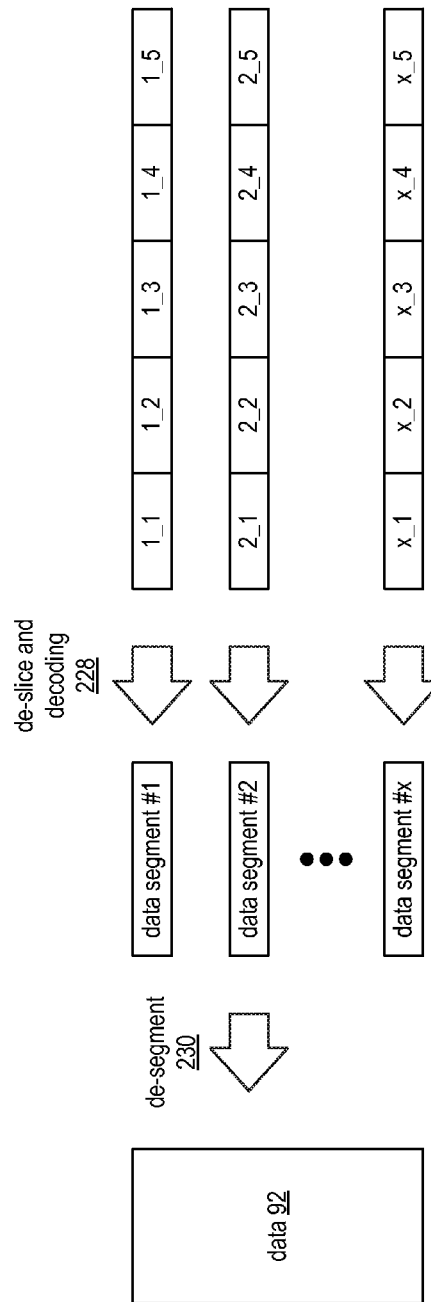 de-slice and
decoding
228
1_1 1_2 1_3 1_4 1_5
2_1 2_2 2_3 2_4 2_5
x_1 x_2 x_3 x_4 x_5
data segment #1
data segment #2
data segment #x
de-segment
230
data 92